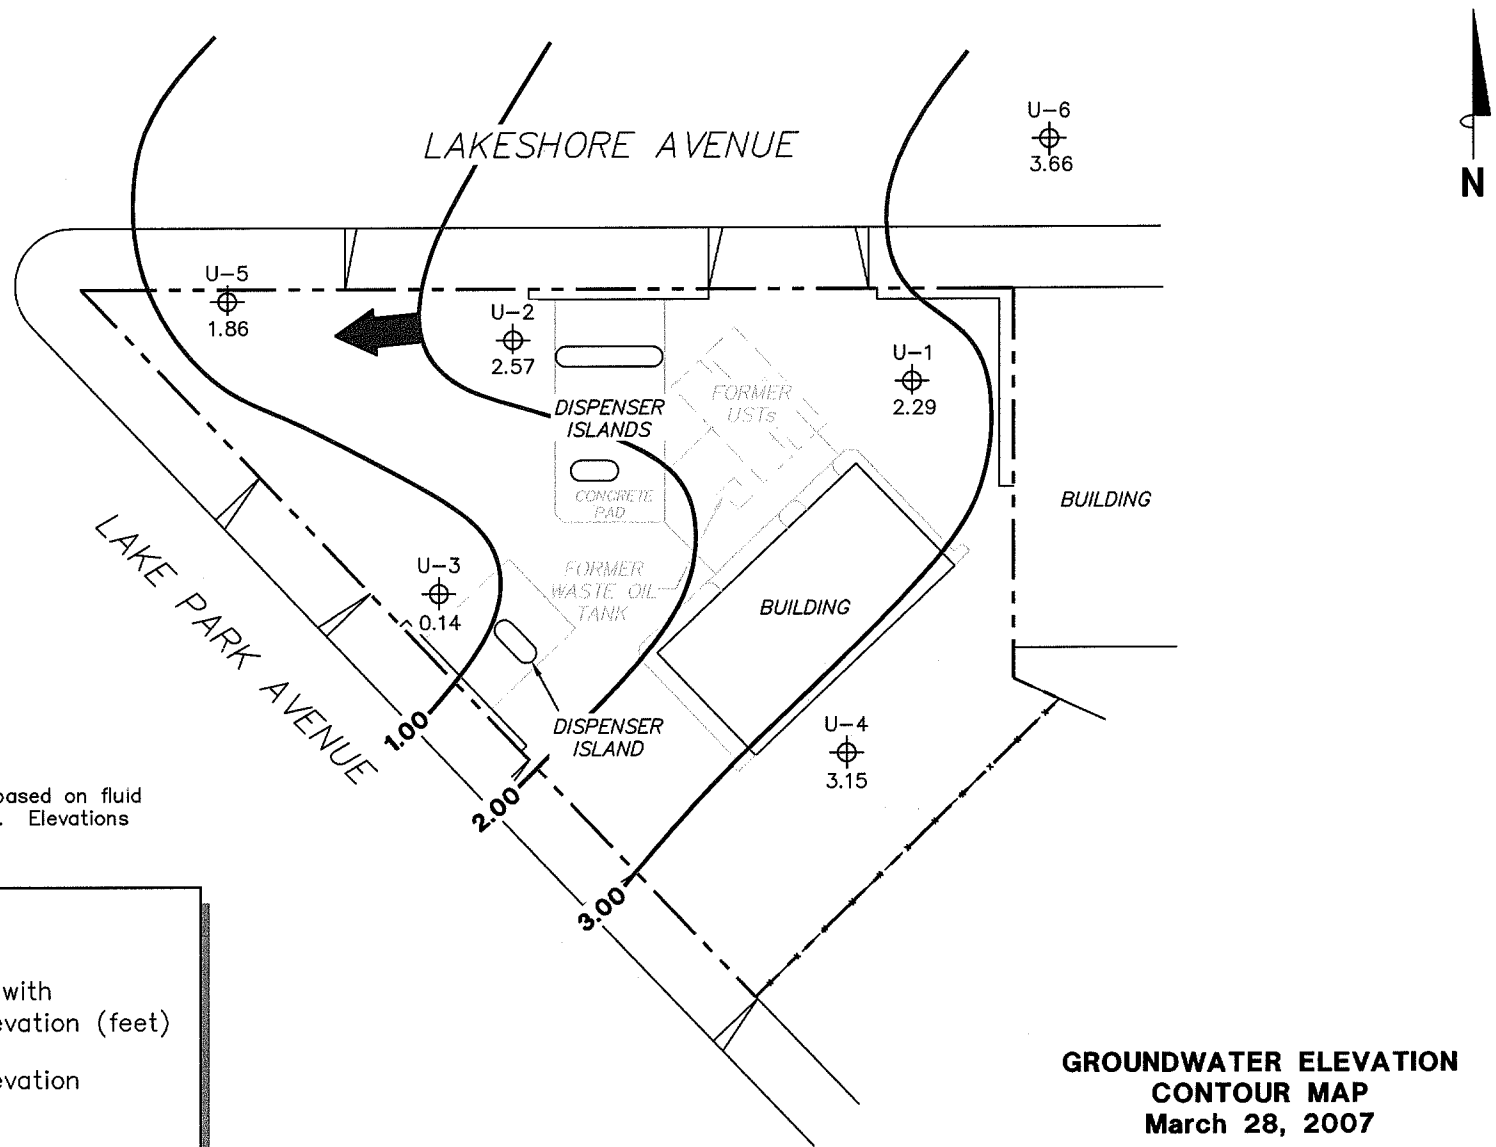 U-6
3.66
LAKESHORE AVENUE
N
U-5
1.86
U-2
2.57
U-1
2.29
FORMER
USTs
DISPENSER
ISLANDS
CONCRETE
PAD
BUILDING
U-3
0.14
FORMER
WASTE OIL
TANK
BUILDING
LAKE PARK AVENUE
DISPENSER
ISLAND
U-4
3.15
1.00
2.00
3.00
based on fluid
. Elevations
with
evation (feet)
evation
GROUNDWATER ELEVATION
CONTOUR MAP
March 28, 2007